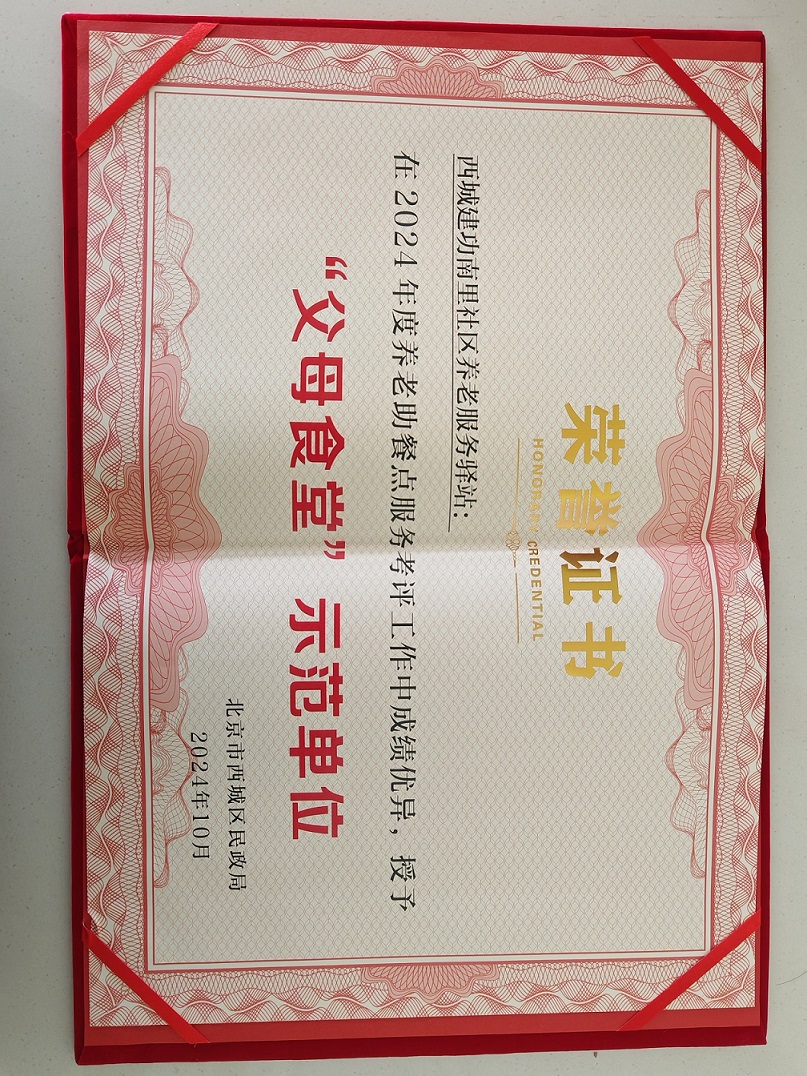 荣誉证书
HONORARY CREDENTIAL
西城建功南里社区养老服务驿站：
在2024年度养老助餐点服务考评工作中成绩优异，授予
“父母食堂”示范单位
北京市西城区民政局
2024年10月